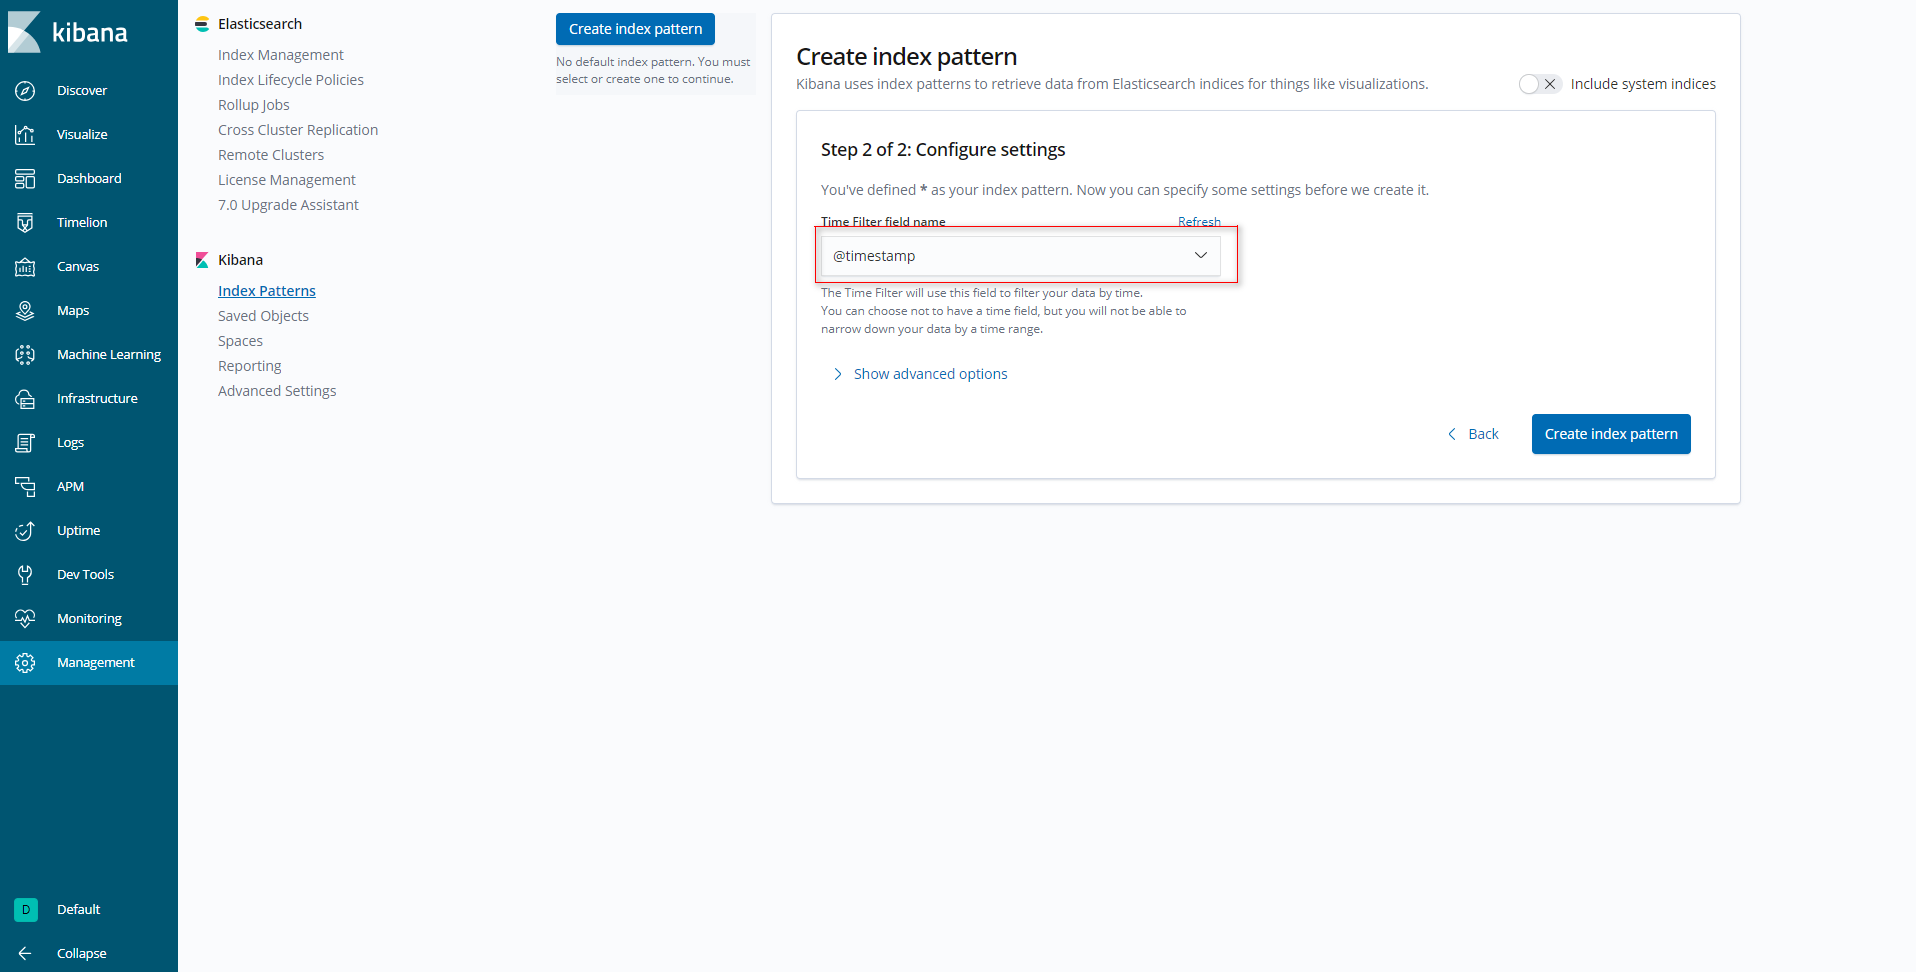 kibana
Discover
Visualize
Dashboard
Timelion
Canvas
Maps
Machine Learning
Infrastructure
Logs
APM
Uptime
Dev Tools
Monitoring
Management
D
Default
Collapse
Elasticsearch
Index Management
Index Lifecycle Policies
Rollup Jobs
Cross Cluster Replication
Remote Clusters
License Management
7.0 Upgrade Assistant
Kibana
Index Patterns
Saved Objects
Spaces
Reporting
Advanced Settings
Create index pattern
No default index pattern. You must
select or create one to continue.
Create index pattern
Kibana uses index patterns to retrieve data from Elasticsearch indices for things like visualizations.
Include system indices
Step 2 of 2: Configure settings
You've defined * as your index pattern. Now you can specify some settings before we create it.
Time Filter field name
Refresh
@timestamp
The Time Filter will use this field to filter your data by time.
You can choose not to have a time field, but you will not be able to
narrow down your data by a time range.
Show advanced options
Back
Create index pattern